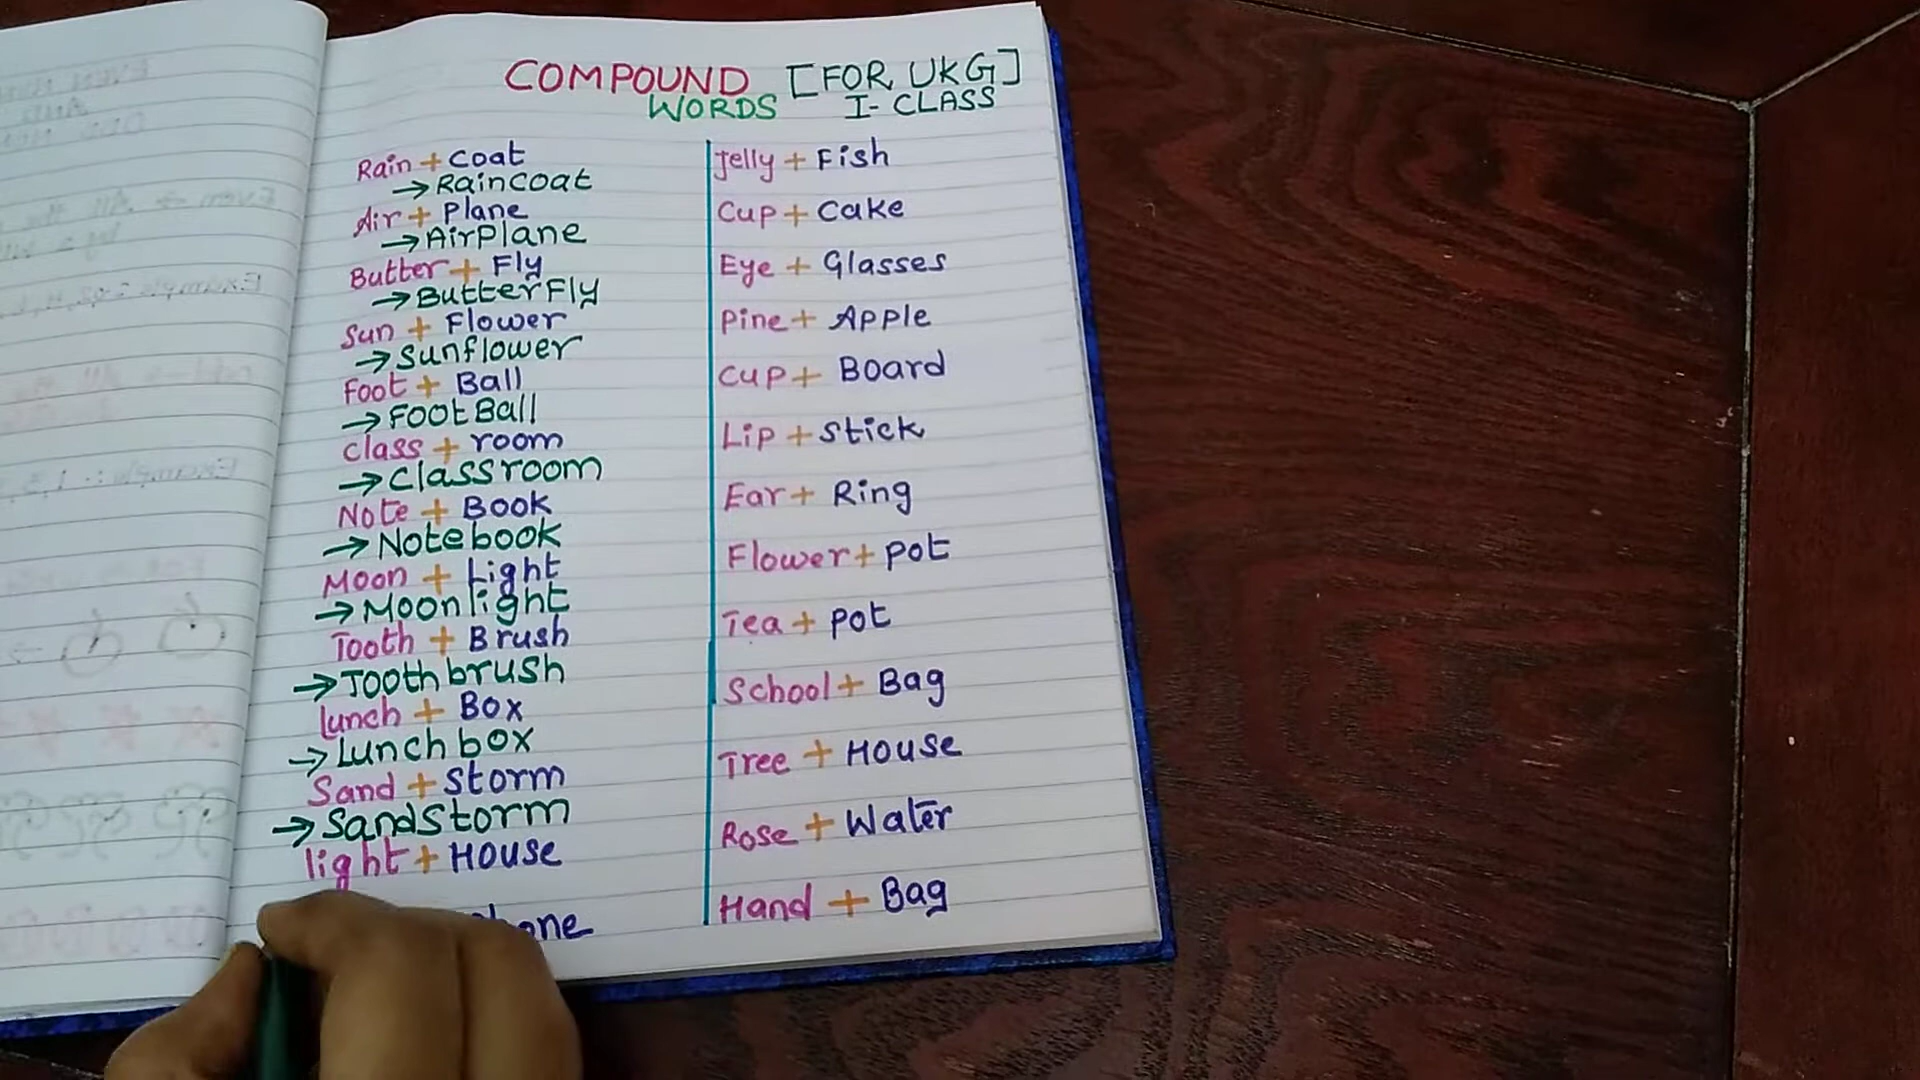 COMPOUND [FOR UKG]
WORDS I- CLASS
Rain + Coat
→ Raincoat
Air + Plane
→ AirPlane
Butter + Fly
→ ButterFly
Sun + Flower
→ Sunflower
Foot + Ball
→ FootBall
class + room
→ Classroom
Note + Book
→ Notebook
Moon + Light
→ Moonlight
Tooth + Brush
→ Toothbrush
lunch + Box
→ Lunchbox
Sand + Storm
→ Sandstorm
light + House
Jelly + Fish
Cup + Cake
Eye + Glasses
Pine + Apple
Cup + Board
Lip + Stick
Ear + Ring
Flower + Pot
Tea + Pot
School + Bag
Tree + House
Rose + Water
Hand + Bag